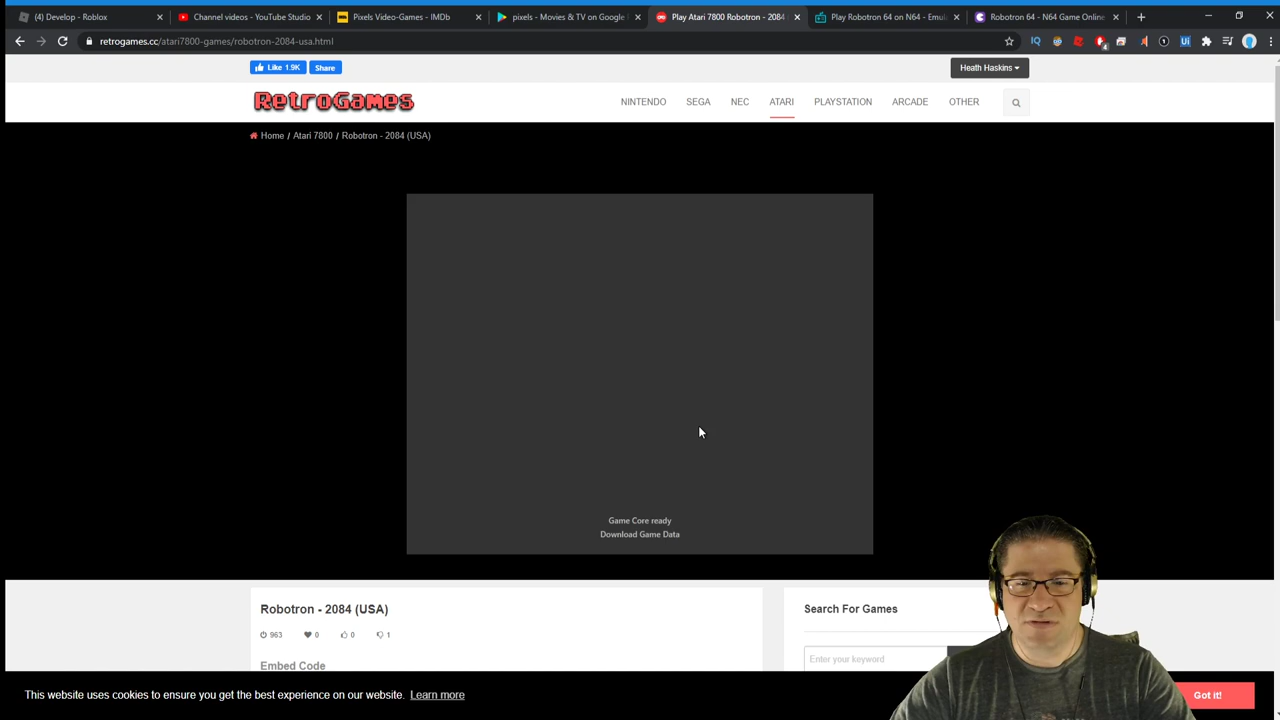 (4) Develop - Roblox
Channel videos - YouTube Studio
Pixels Video-Games - IMDb
pixels - Movies & TV on Google
Play Atari 7800 Robotron - 2084
Play Robotron 64 on N64 - Emul
Robotron 64 - N64 Game Online
retrogames.cc/atari7800-games/robotron-2084-usa.html
Like 1.9K
Share
Heath Haskins
RetroGames
NINTENDO
SEGA
NEC
ATARI
PLAYSTATION
ARCADE
OTHER
Home / Atari 7800 / Robotron - 2084 (USA)
Game Core ready
Download Game Data
Robotron - 2084 (USA)
963
0
0
1
Embed Code
Search For Games
Enter your keyword
This website uses cookies to ensure you get the best experience on our website. Learn more
Got it!